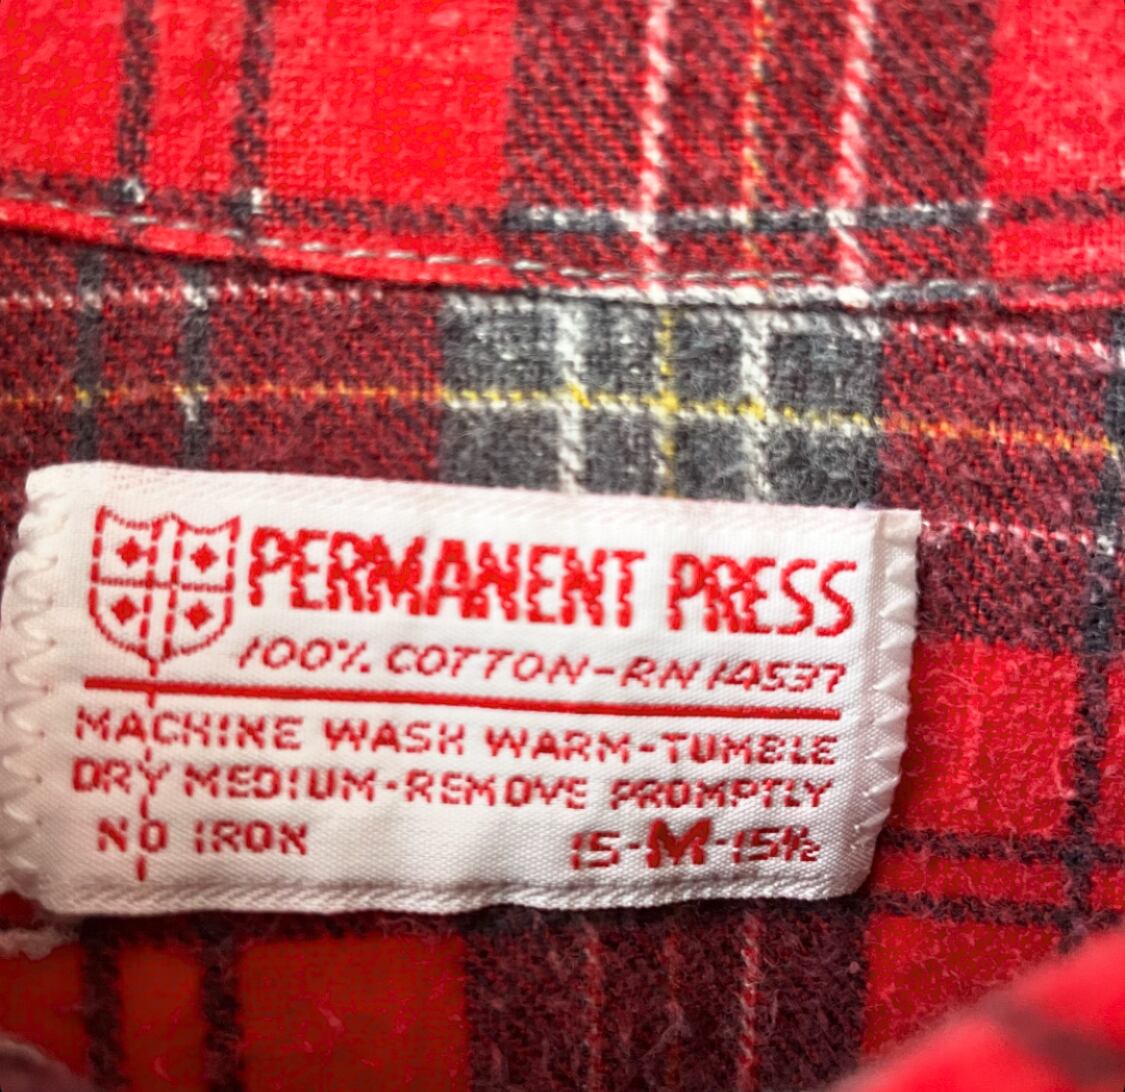 PERMANENT PRESS
100% COTTON-RN 14537
MACHINE WASH WARM-TUMBLE
DRY MEDIUM-REMOVE PROMPTLY
NO IRON 15-M-15½